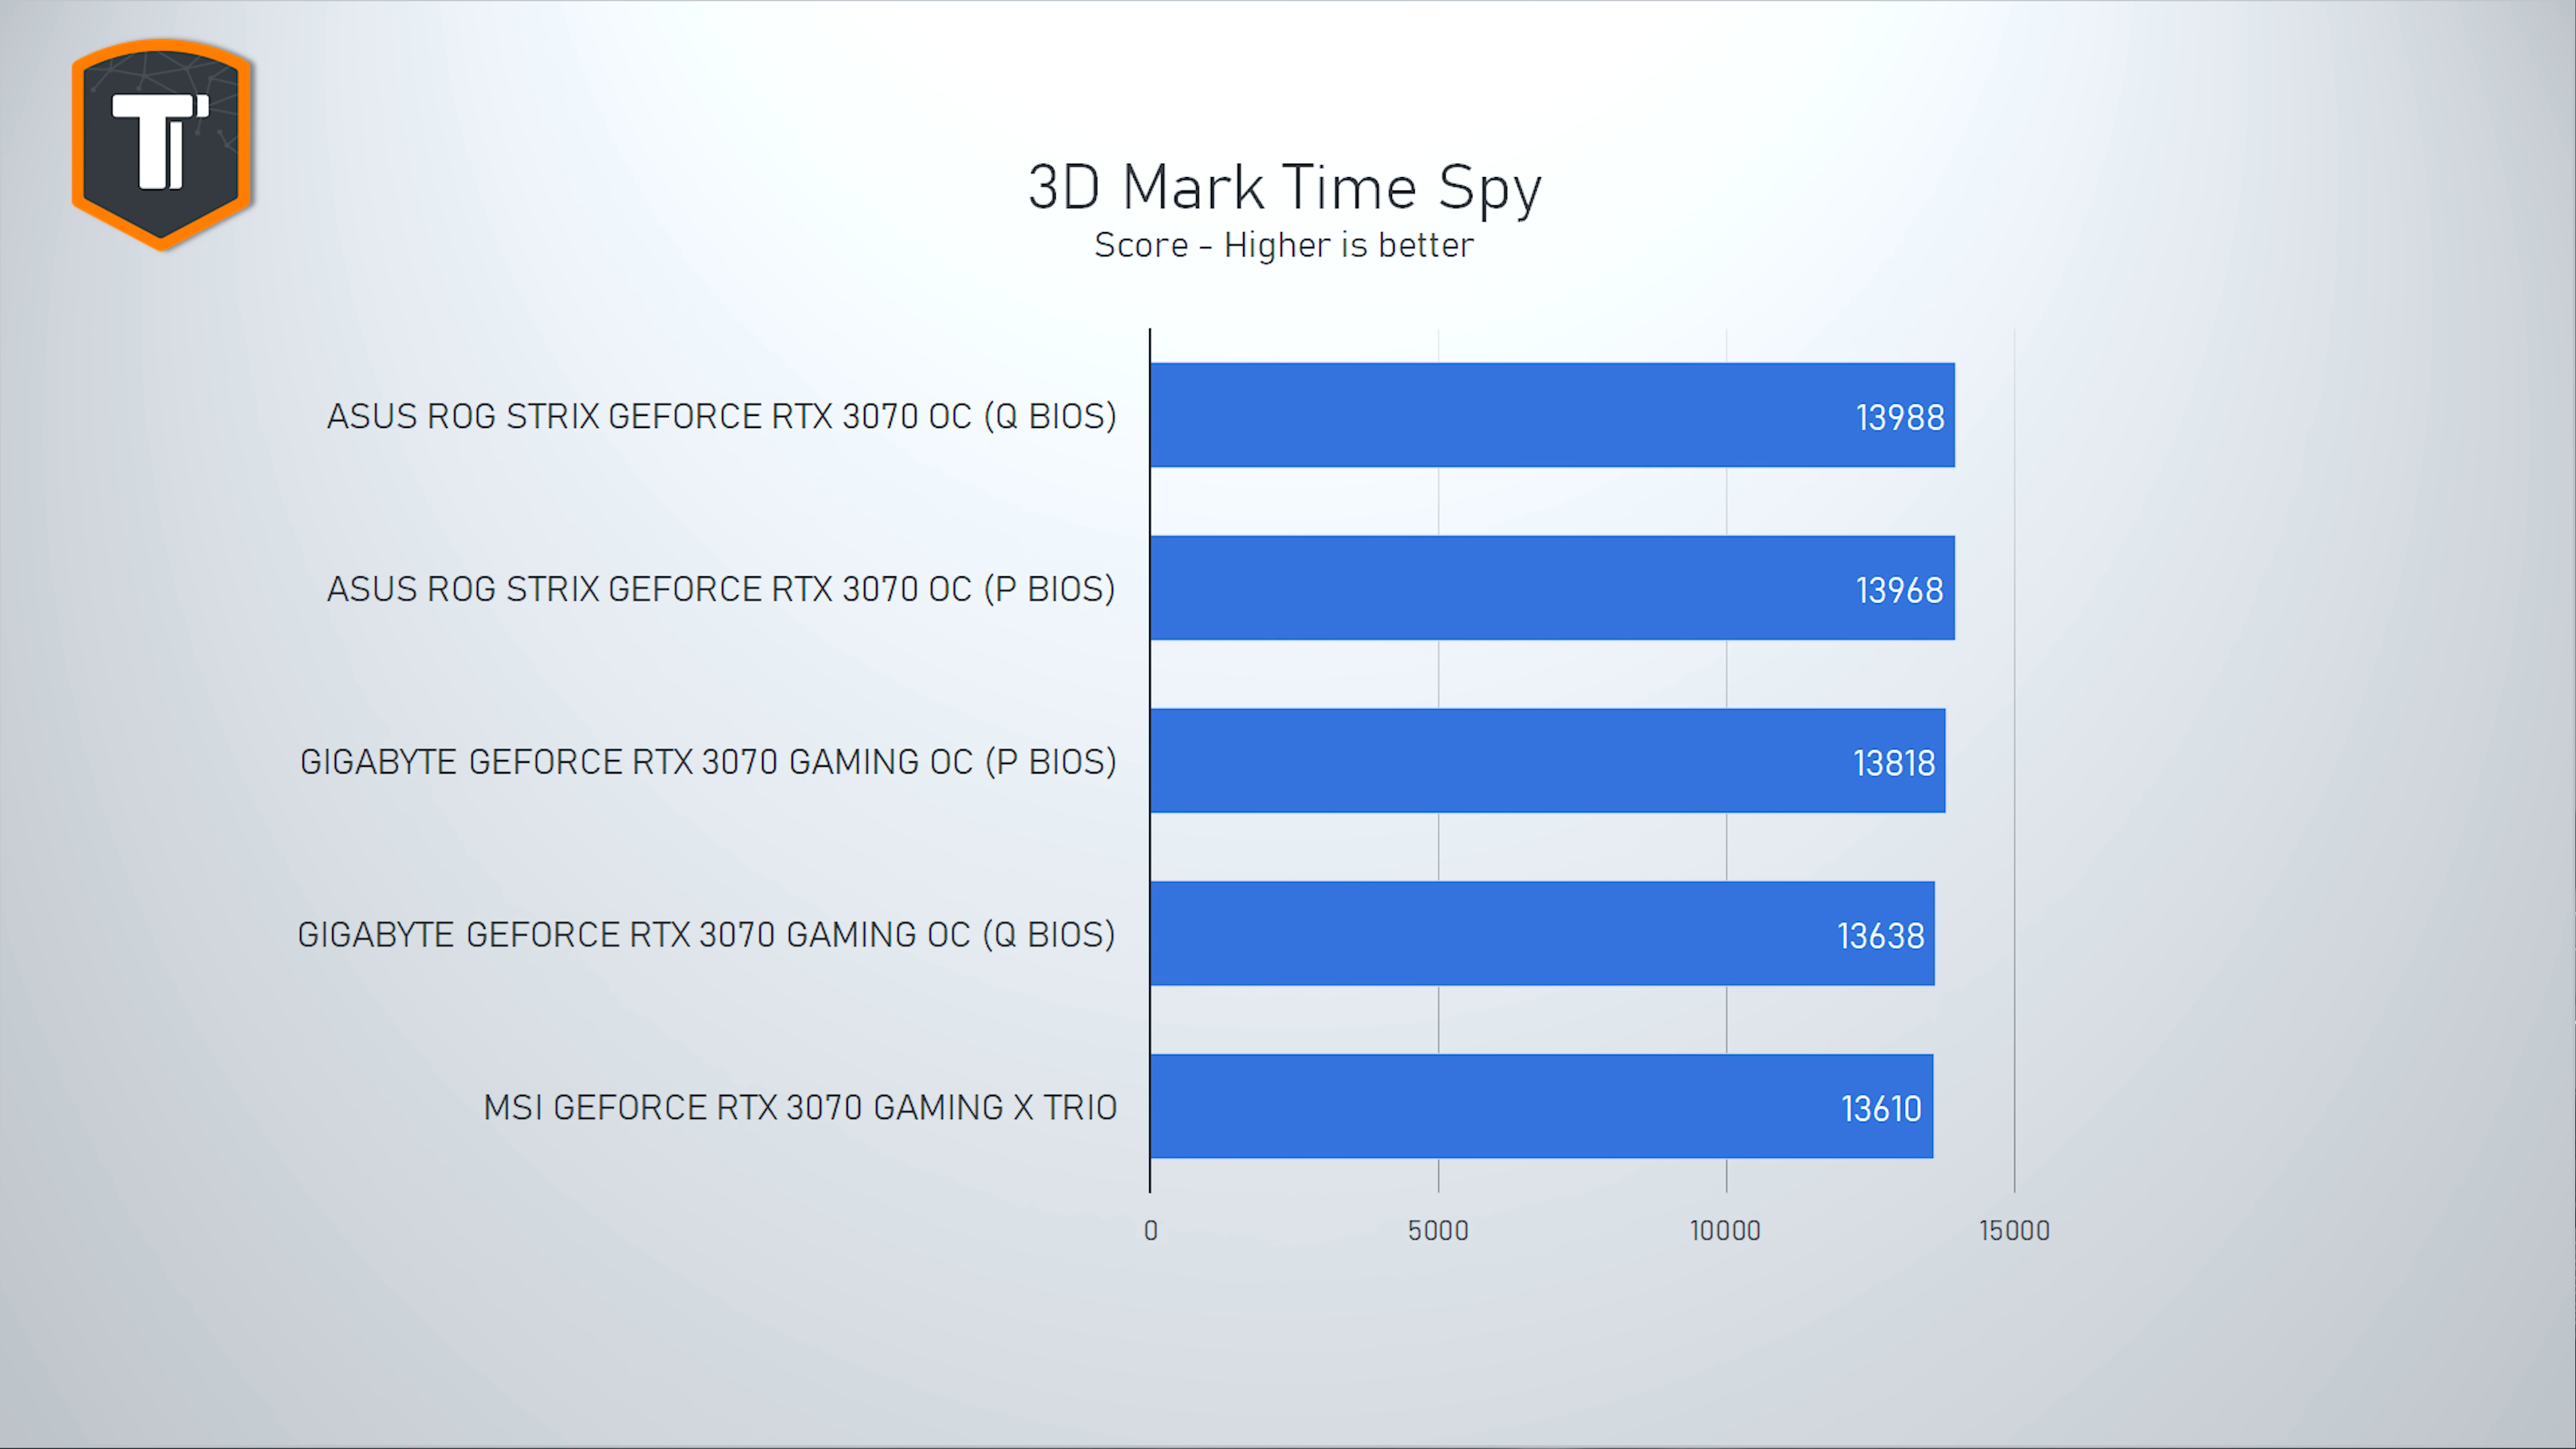 3D Mark Time Spy
Score - Higher is better
ASUS ROG STRIX GEFORCE RTX 3070 OC (Q BIOS)
13988
ASUS ROG STRIX GEFORCE RTX 3070 OC (P BIOS)
13968
GIGABYTE GEFORCE RTX 3070 GAMING OC (P BIOS)
13818
GIGABYTE GEFORCE RTX 3070 GAMING OC (Q BIOS)
13638
MSI GEFORCE RTX 3070 GAMING X TRIO
13610
0 5000 10000 15000